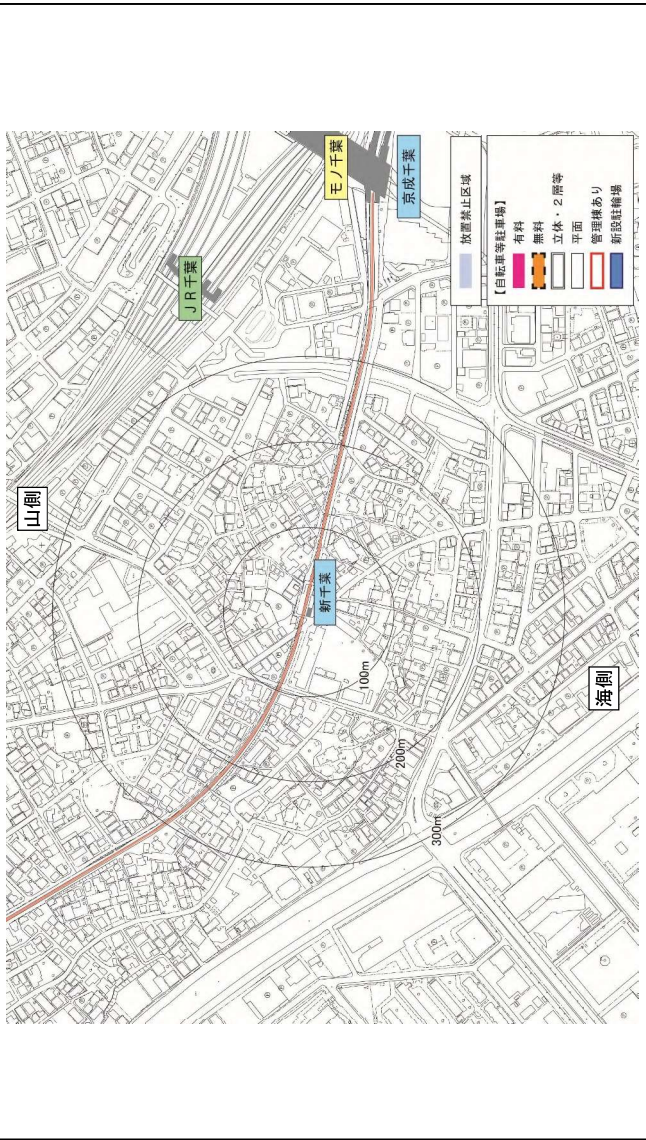 山側
JR千葉
モノ千葉
京成千葉
新千葉
海側
100m
200m
300m
放置禁止区域
【自転車等駐車場】
有料
無料
立体・2層等
平面
管理棟あり
新設駐輪場